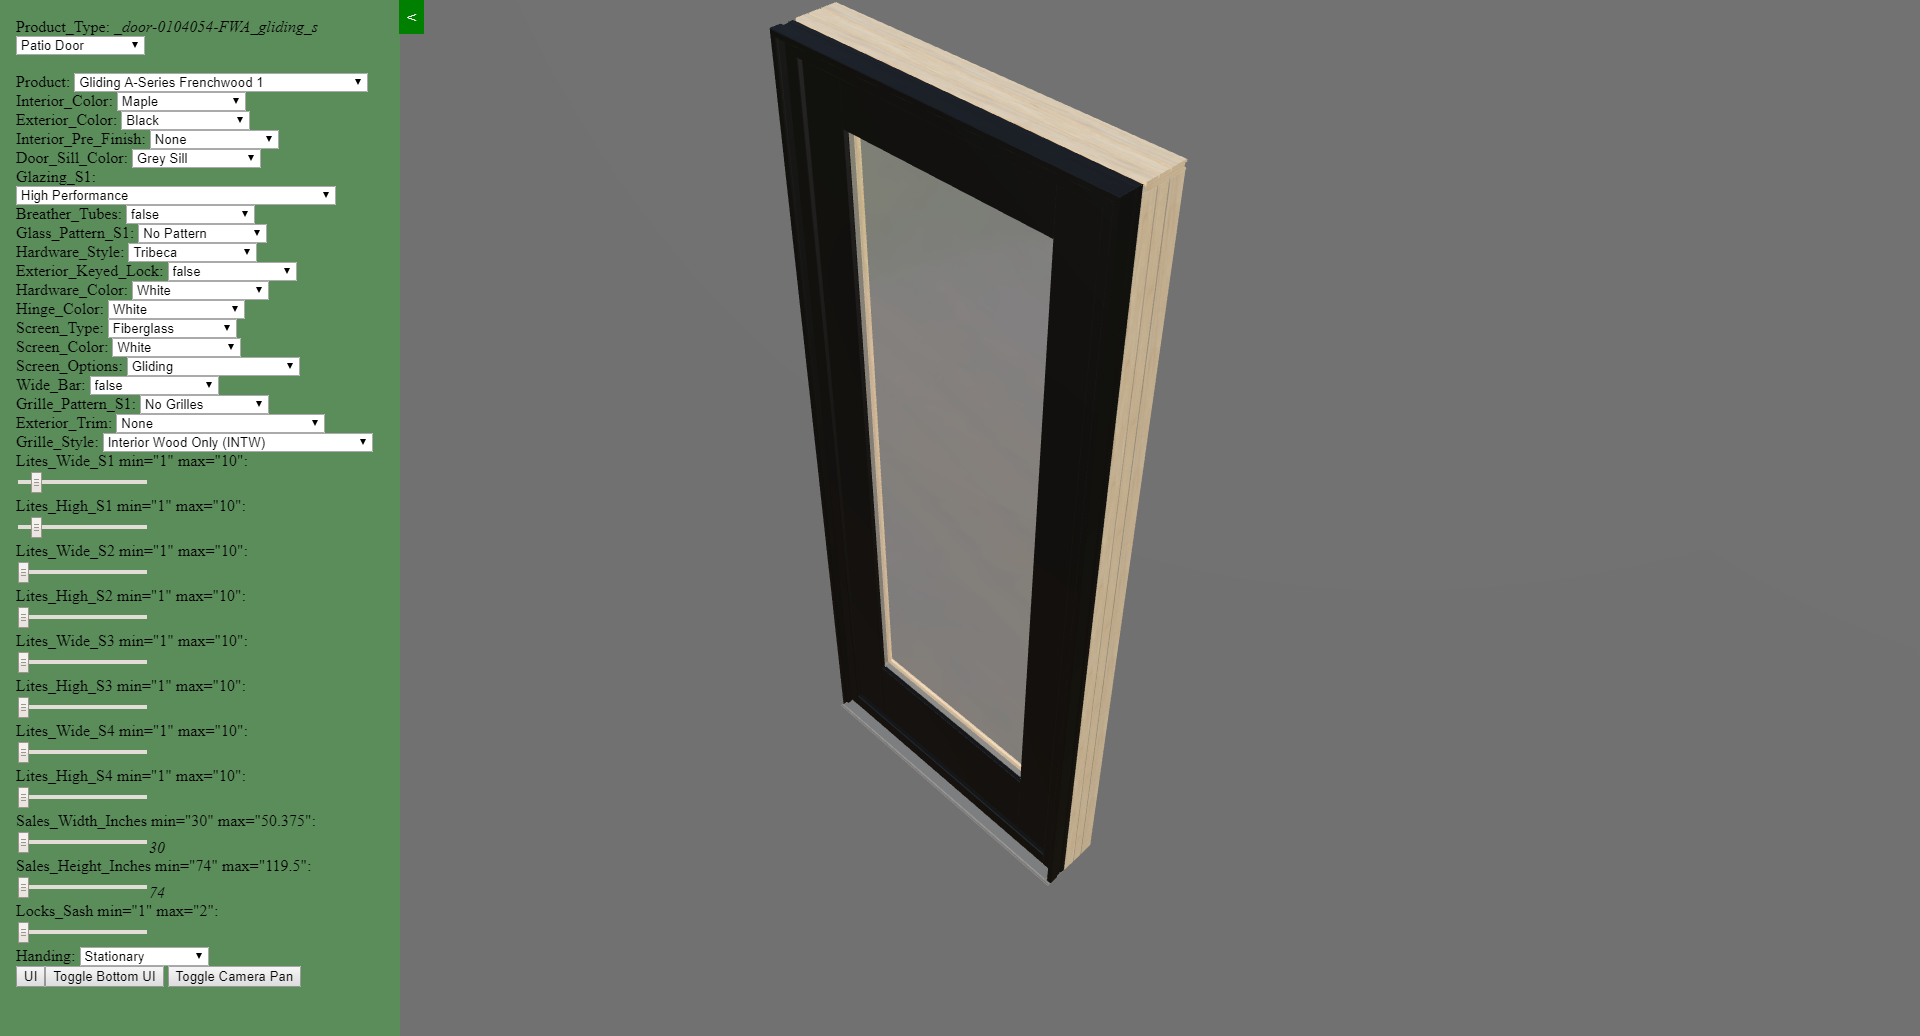 Product_Type: _door-0104054-FWA_gliding_s
Patio Door
<
Product: Gliding A-Series Frenchwood 1
Interior_Color: Maple
Exterior_Color: Black
Interior_Pre_Finish: None
Door_Sill_Color: Grey Sill
Glazing_S1:
High Performance
Breather_Tubes: false
Glass_Pattern_S1: No Pattern
Hardware_Style: Tribeca
Exterior_Keyed_Lock: false
Hardware_Color: White
Hinge_Color: White
Screen_Type: Fiberglass
Screen_Color: White
Screen_Options: Gliding
Wide_Bar: false
Grille_Pattern_S1: No Grilles
Exterior_Trim: None
Grille_Style: Interior Wood Only (INTW)
Lites_Wide_S1 min="1" max="10":
Lites_High_S1 min="1" max="10":
Lites_Wide_S2 min="1" max="10":
Lites_High_S2 min="1" max="10":
Lites_Wide_S3 min="1" max="10":
Lites_High_S3 min="1" max="10":
Lites_Wide_S4 min="1" max="10":
Lites_High_S4 min="1" max="10":
Sales_Width_Inches min="30" max="50.375":
30
Sales_Height_Inches min="74" max="119.5":
74
Locks_Sash min="1" max="2":
Handing: Stationary
UI Toggle Bottom UI Toggle Camera Pan